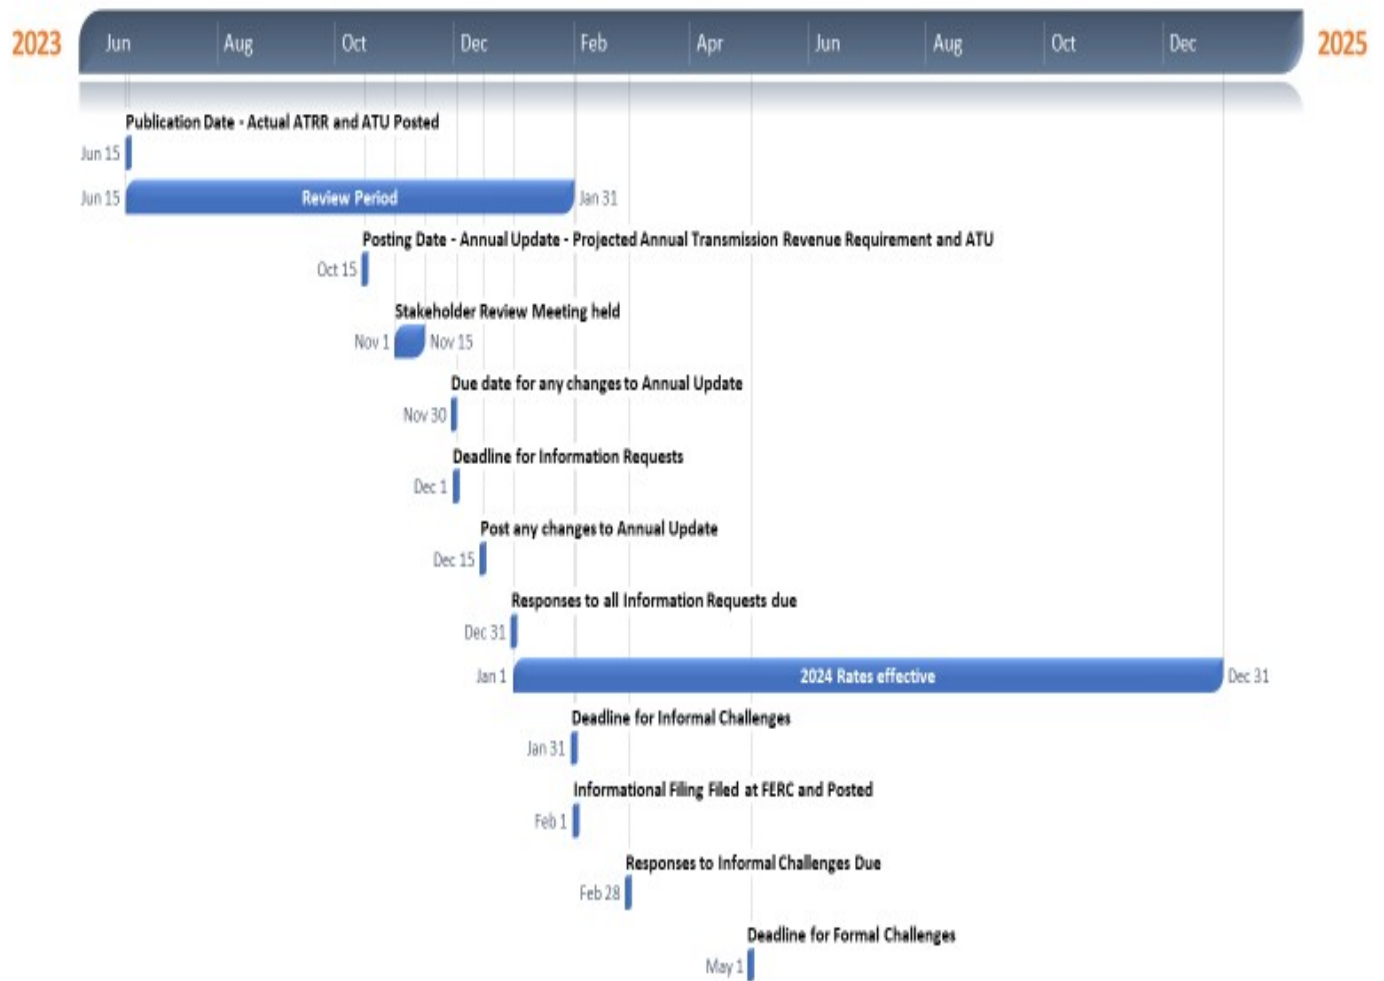 2023 Jun Aug Oct Dec Feb Apr Jun Aug Oct Dec 2025
Publication Date - Actual ATRR and ATU Posted
Jun 15
Jun 15 Review Period Jan 31
Posting Date - Annual Update - Projected Annual Transmission Revenue Requirement and ATU
Oct 15
Stakeholder Review Meeting held
Nov 1 Nov 15
Due date for any changes to Annual Update
Nov 30
Deadline for Information Requests
Dec 1
Post any changes to Annual Update
Dec 15
Responses to all Information Requests due
Dec 31
Jan 1 2024 Rates effective Dec 31
Deadline for Informal Challenges
Jan 31
Informational Filing Filed at FERC and Posted
Feb 1
Responses to Informal Challenges Due
Feb 28
Deadline for Formal Challenges
May 1